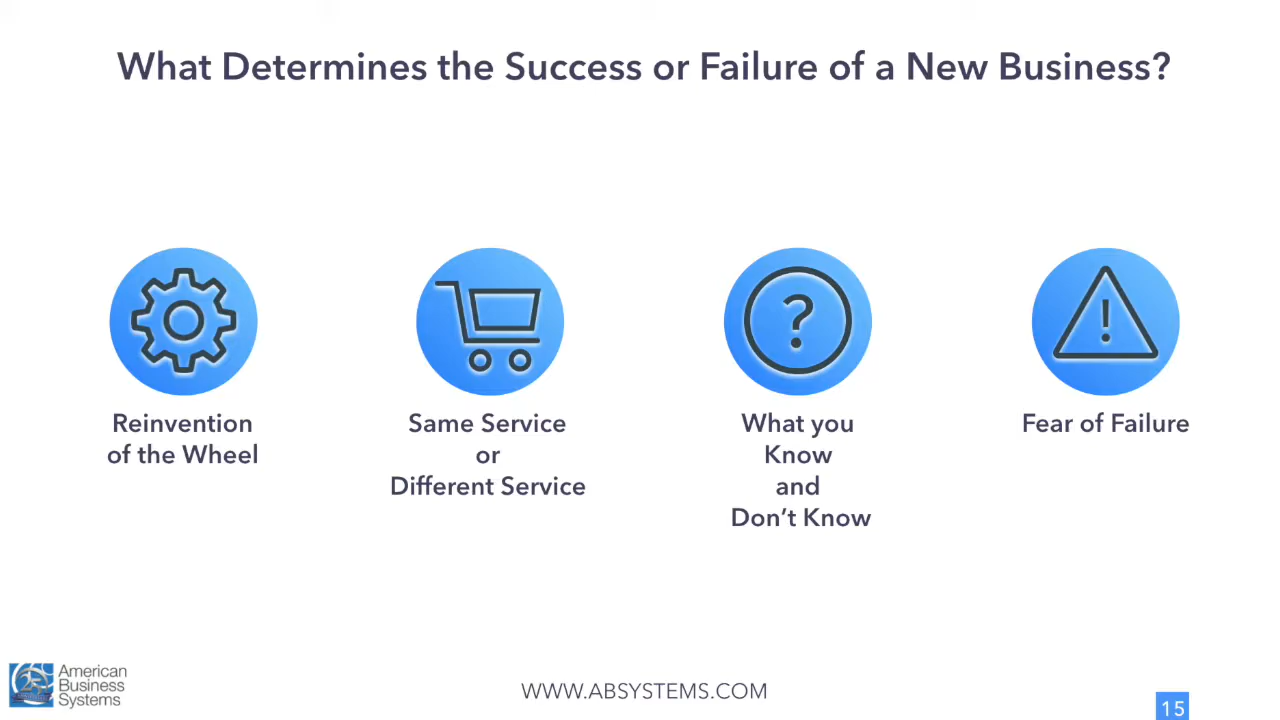 What Determines the Success or Failure of a New Business?
Reinvention
of the Wheel
Same Service
or
Different Service
What you
Know
and
Don’t Know
Fear of Failure
American
Business
Systems
WWW.ABSYSTEMS.COM
15